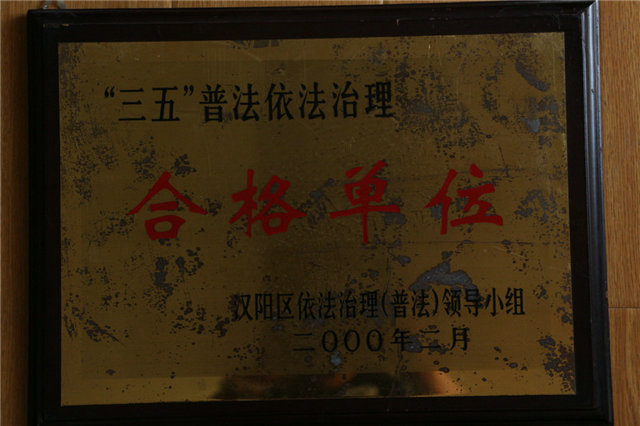 “三五”普法依法治理
合格单位
汉阳区依法治理(普法)领导小组
二000年二月